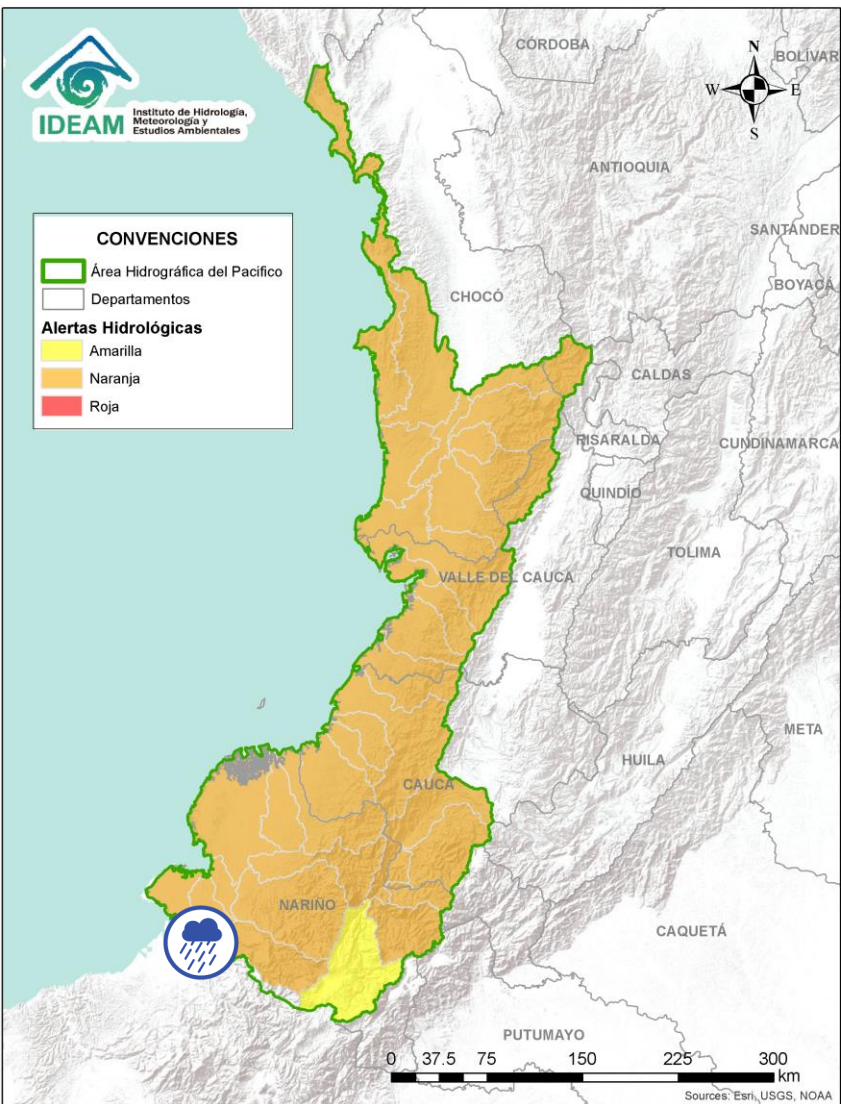 IDEAM
Instituto de Hidrología,
Meteorología y
Estudios Ambientales
CÓRDOBA
BOLÍVAR
N
W
E
S
ANTIOQUIA
SANTANDER
BOYACÁ
CONVENCIONES
Área Hidrográfica del Pacifico
Departamentos
Alertas Hidrológicas
Amarilla
Naranja
Roja
CHOCÓ
CALDAS
RISARALDA
CUNDINAMARCA
QUINDÍO
TOLIMA
VALLE DEL CAUCA
META
HUILA
CAUCA
NARIÑO
CAQUETÁ
PUTUMAYO
0 37.5 75 150 225 300
km
Sources: Esri, USGS, NOAA